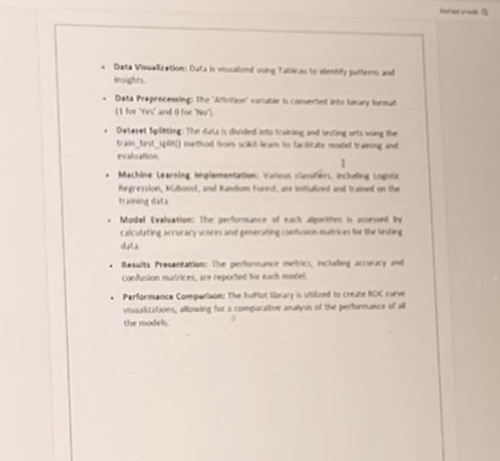 • Data Visualization: Data is visualized using Tableau to identify patterns and
insights.
• Data Preprocessing: The 'Attrition' variable is converted into binary format
(1 for 'Yes' and 0 for 'No').
• Dataset Splitting: The data is divided into training and testing sets using the
train_test_split() method from scikit-learn to facilitate model training and
evaluation.
• Machine Learning Implementation: Various classifiers, including Logistic
Regression, XGBoost, and Random Forest, are initialized and trained on the
training data.
• Model Evaluation: The performance of each algorithm is assessed by
calculating accuracy scores and generating confusion matrices for the testing
data.
• Results Presentation: The performance metrics, including accuracy and
confusion matrices, are reported for each model.
• Performance Comparison: The hvPlot library is utilized to create ROC curve
visualizations, allowing for a comparative analysis of the performance of all
the models.